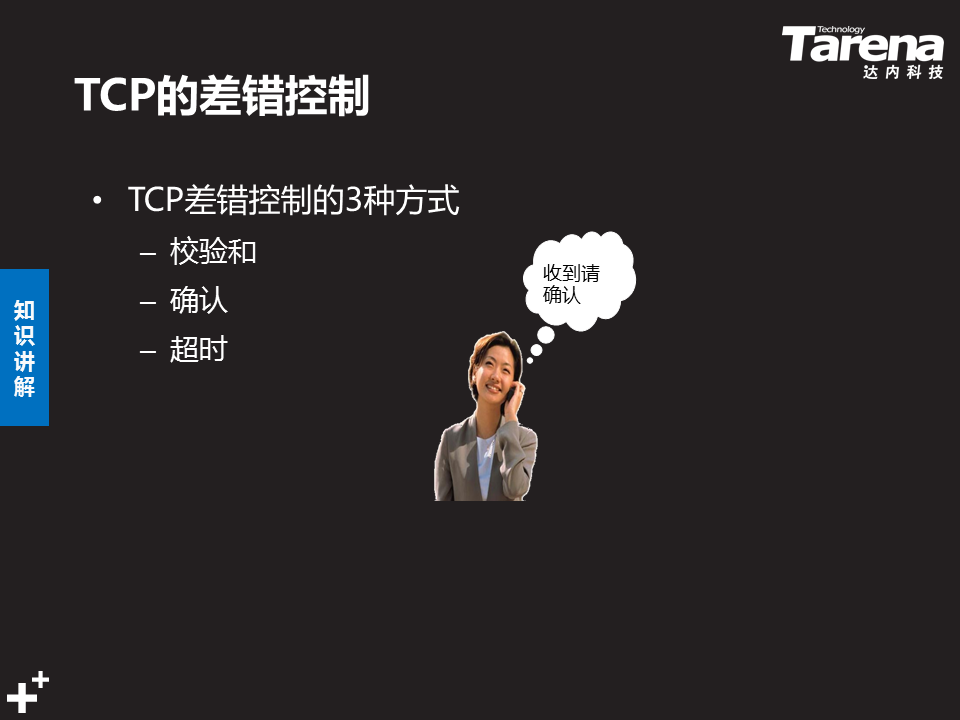 Technology
Tarena
达内科技
TCP的差错控制
• TCP差错控制的3种方式
– 校验和
– 确认
– 超时
收到请
确认
知
识
讲
解